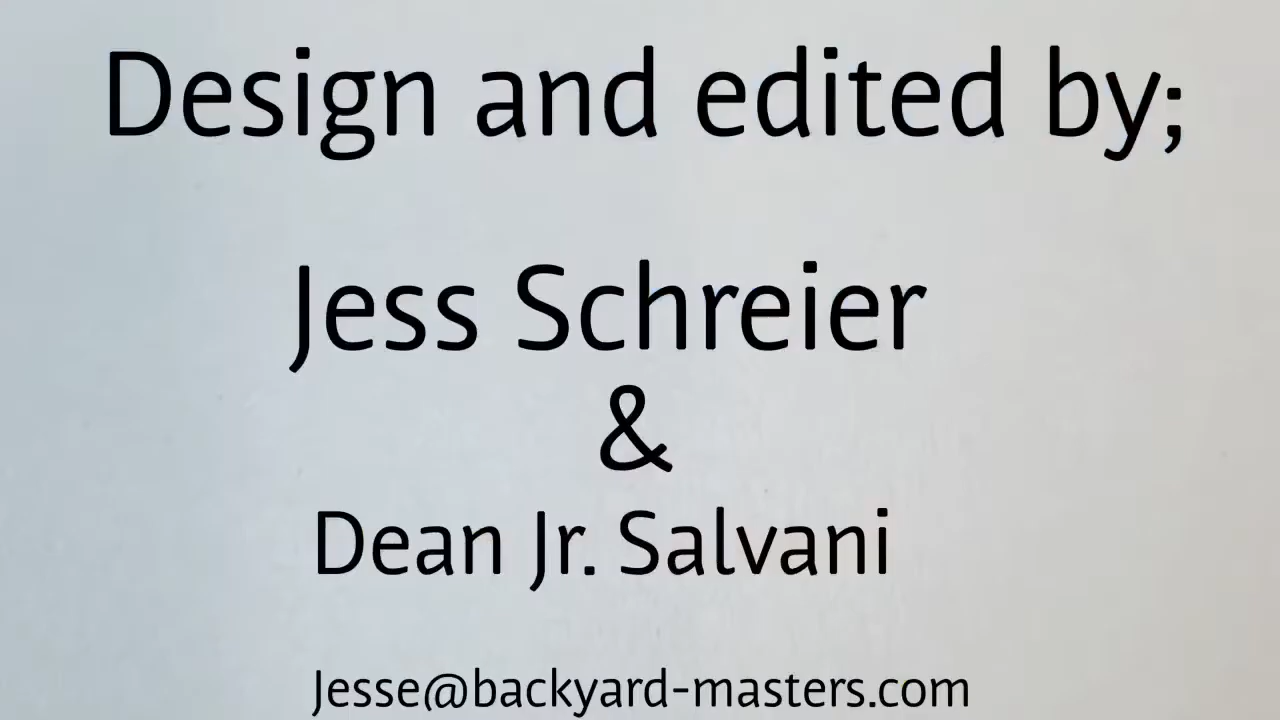 Design and edited by;
Jess Schreier
&
Dean Jr. Salvani
Jesse@backyard-masters.com